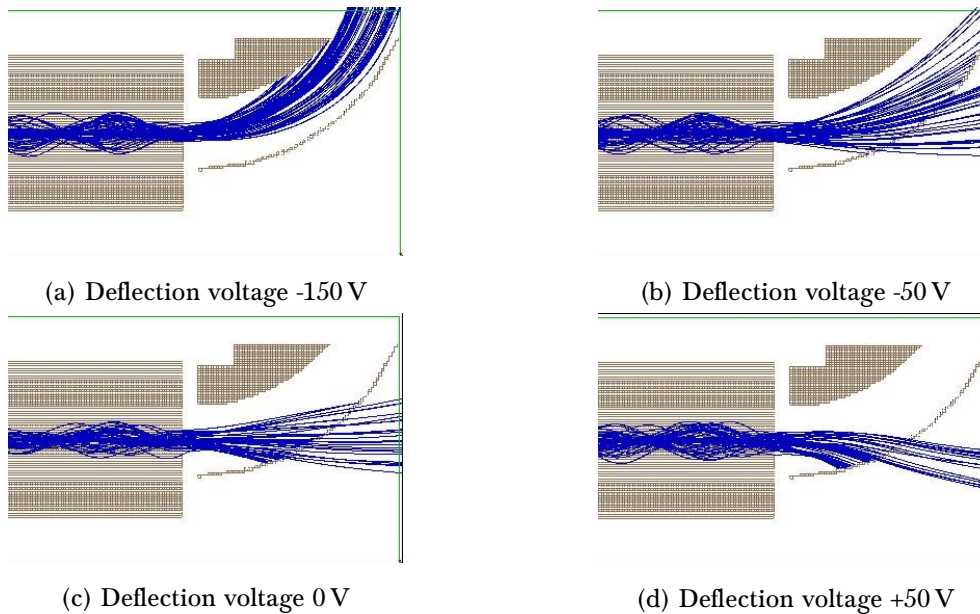 (a) Deflection voltage -150 V
(b) Deflection voltage -50 V
(c) Deflection voltage 0 V
(d) Deflection voltage +50 V